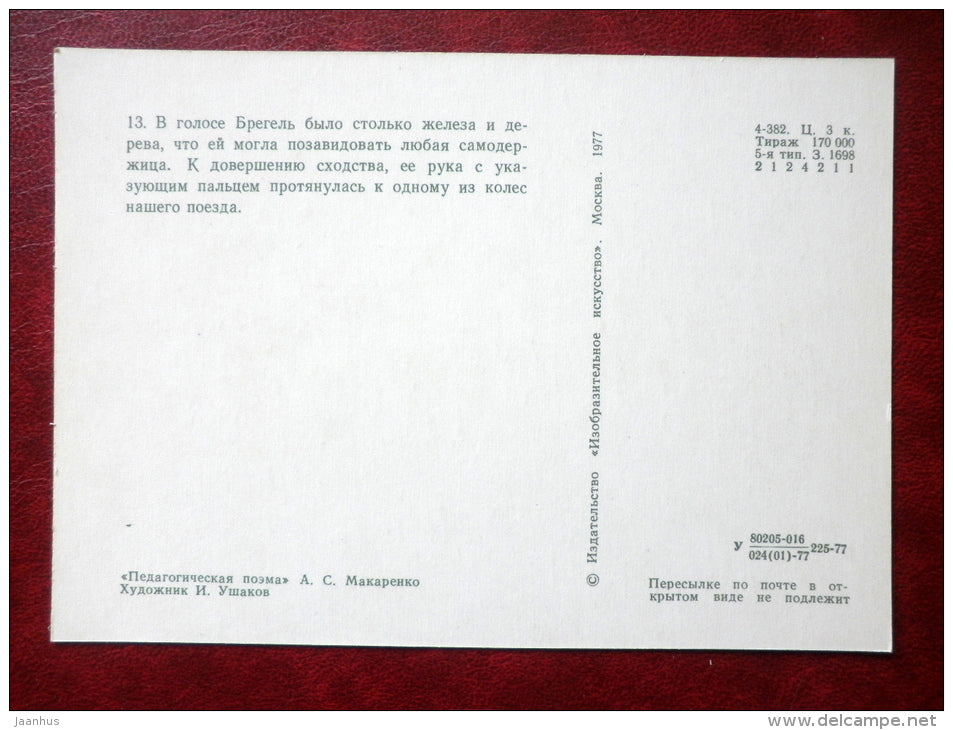 13. В голосе Брегель было столько железа и де-
рева, что ей могла позавидовать любая самодер-
жица. К довершению сходства, ее рука с ука-
зующим пальцем протянулась к одному из колес
нашего поезда.
«Педагогическая поэма» А. С. Макаренко
Художник И. Ушаков
© Издательство «Изобразительное искусство». Москва. 1977
4-382. Ц. 3 к.
Тираж 170 000
5-я тип. З. 1698
2 1 2 4 2 1 1
У 80205-016
024(01)-77 225-77
Пересылке по почте в от-
крытом виде не подлежит
jaanhus
delcampe.net